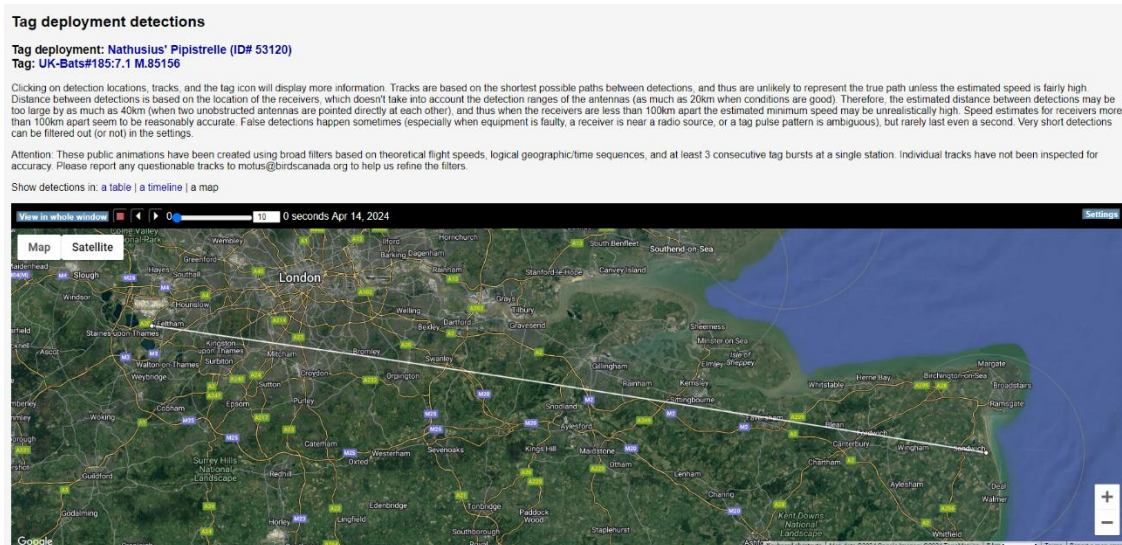 Tag deployment detections
Tag deployment: Nathusius' Pipistrelle (ID# 53120)
Tag: UK-Bats#185:7.1 M.85156
Clicking on detection locations, tracks, and the tag icon will display more information. Tracks are based on the shortest possible paths between detections, and thus are unlikely to represent the true path unless the estimated speed is fairly high.
Distance between detections is based on the location of the receivers, which doesn't take into account the detection ranges of the antennas (as much as 20km when conditions are good). Therefore, the estimated distance between detections may be
too large by as much as 40km (when two unobstructed antennas are pointed directly at each other), and thus when the receivers are less than 100km apart the estimated minimum speed may be unrealistically high. Speed estimates for receivers more
than 100km apart seem to be reasonably accurate. False detections happen sometimes (especially when equipment is faulty, a receiver is near a radio source, or a tag pulse pattern is ambiguous), but rarely last even a second. Very short detections
can be filtered out (or not) in the settings.
Attention: These public animations have been created using broad filters based on theoretical flight speeds, logical geographic/time sequences, and at least 3 consecutive tag bursts at a single station. Individual tracks have not been inspected for
accuracy. Please report any questionable tracks to motus@birdscanada.org to help us refine the filters.
Show detections in: a table | a timeline | a map
View in whole window 0 10 0 seconds Apr 14, 2024 Settings
Map Satellite
Wembley
Ilford
Hornchurch
South Benfleet
Southend-on-Sea
Greenford
Barking
Dagenham
Slough
Hayes
Southall
London
Rainham
Stanford-le-Hope
Canvey Island
Windsor
Hounslow
Grays
Tilbury
Feltham
Welling
Dartford
Bexley
Gravesend
Sheerness
Staines-upon-Thames
Ascot
Kingston upon Thames
Mitcham
Bromley
Swanley
Minster-on-Sea
Isle of Sheppey
Elmley
Margate
Walton-on-Thames
Surbiton
Croydon
Orpington
Gillingham
Rainham
Kemsley
Whitstable
Herne Bay
Birchington-on-Sea
Broadstairs
Weybridge
Sutton
Sittingbourne
Ramsgate
Epsom
Purley
Snodland
Faversham
Blean
Cobham
Aylesford
Canterbury
Wingham
Sandwich
Woking
Caterham
Westerham
Sevenoaks
Kings Hill
Maidstone
Otham
Chartham
Oxted
Deal
Guildford
Surrey Hills National Landscape
Redhill
Lenham
Aylesham
Walmer
Charing
Godalming
Edenbridge
Tonbridge
Paddock Wood
Kent Downs National Landscape
Horley
Lingfield
Southborough
Staplehurst
Whitfield
Google